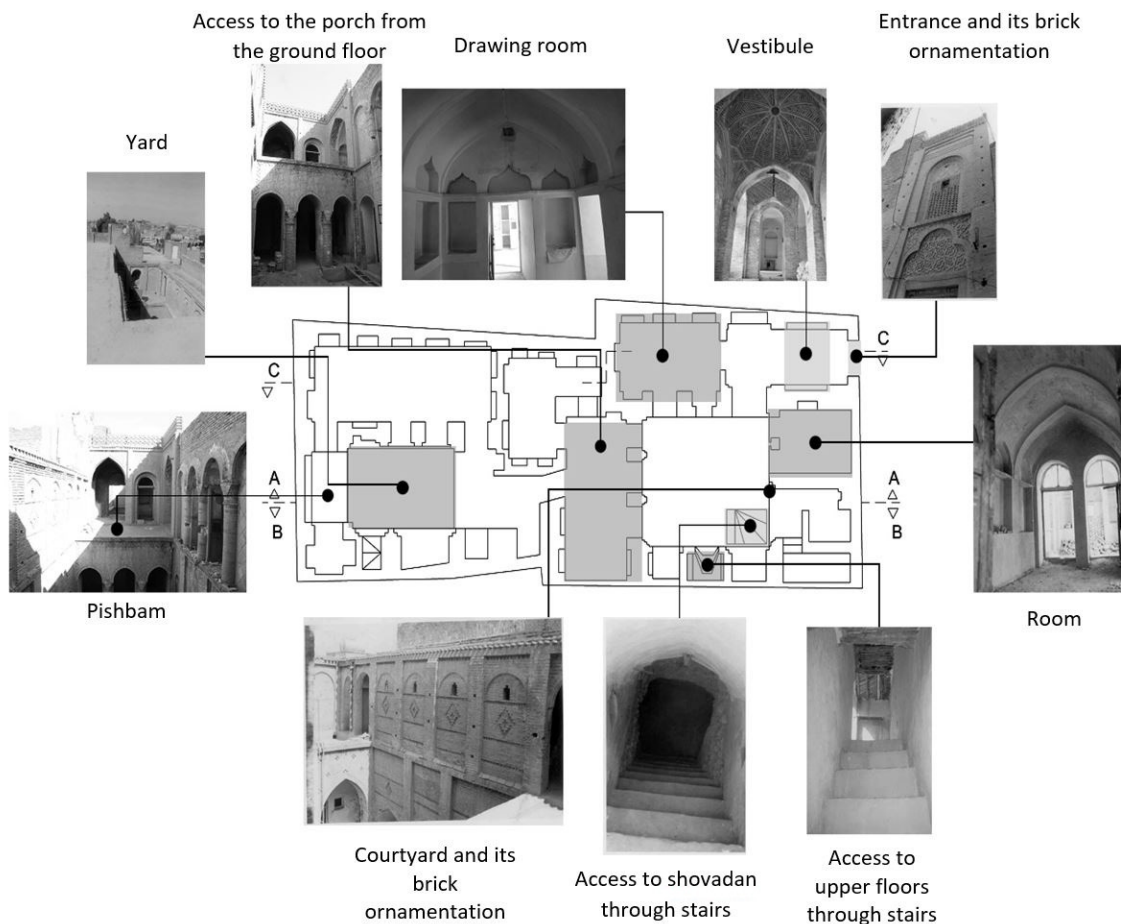 Access to the porch from
the ground floor
Drawing room
Vestibule
Entrance and its brick
ornamentation
Yard
C
C
A
B
A
B
Pishbam
Room
Courtyard and its
brick
ornamentation
Access to shovadan
through stairs
Access to
upper floors
through stairs